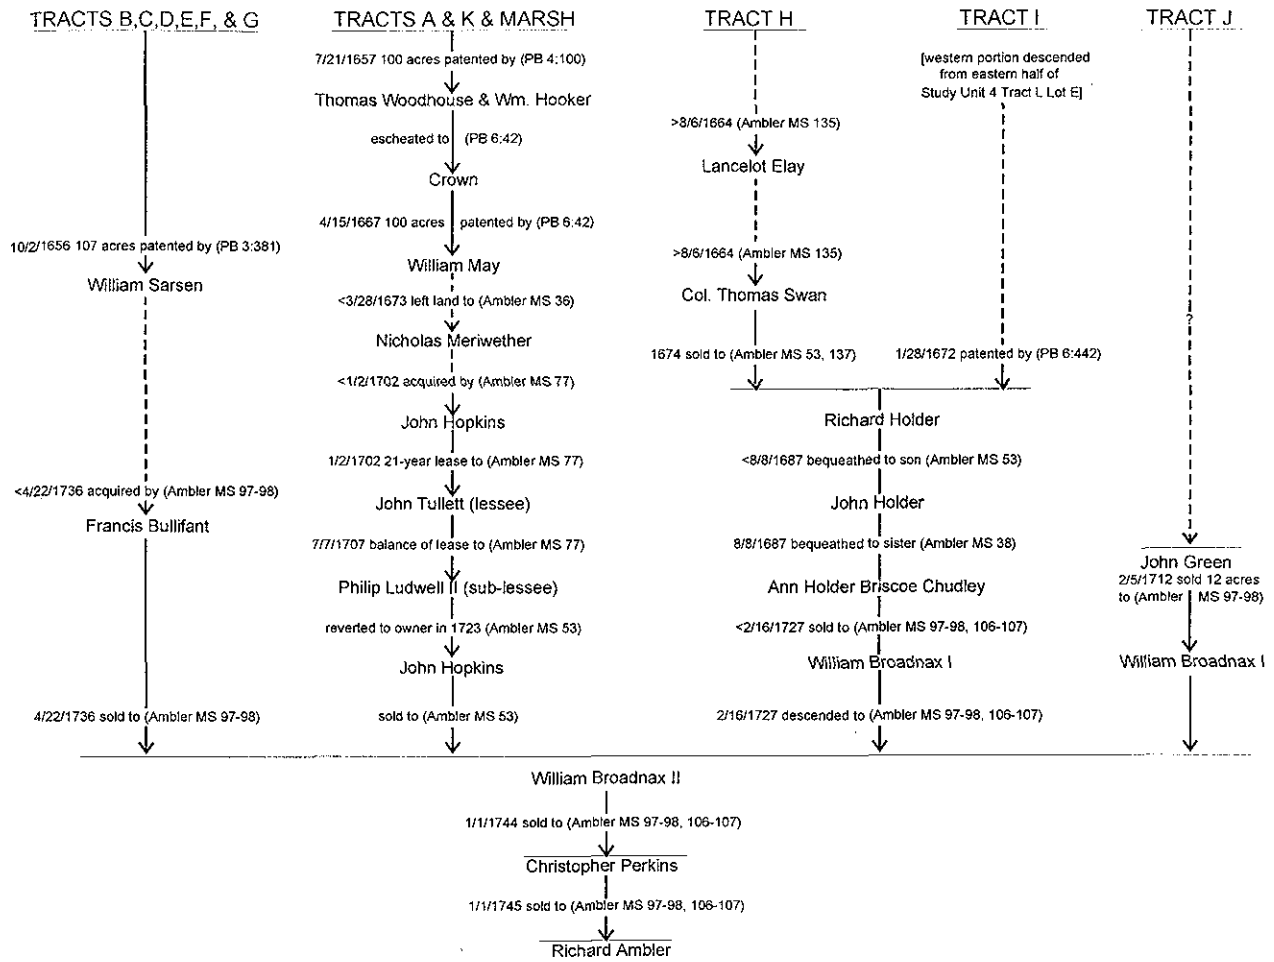 TRACTS B,C,D,E,F, & G
10/2/1656 107 acres patented by (PB 3:381)
William Sarsen
<4/22/1736 acquired by (Ambler MS 97-98)
Francis Bullifant
4/22/1736 sold to (Ambler MS 97-98)
TRACTS A & K & MARSH
7/21/1657 100 acres patented by (PB 4:100)
Thomas Woodhouse & Wm. Hooker
escheated to (PB 6:42)
Crown
4/15/1667 100 acres patented by (PB 6:42)
William May
<3/28/1673 left land to (Ambler MS 36)
Nicholas Meriwether
<1/2/1702 acquired by (Ambler MS 77)
John Hopkins
1/2/1702 21-year lease to (Ambler MS 77)
John Tullett (lessee)
7/7/1707 balance of lease to (Ambler MS 77)
Philip Ludwell II (sub-lessee)
reverted to owner in 1723 (Ambler MS 53)
John Hopkins
sold to (Ambler MS 53)
TRACT H
>8/6/1664 (Ambler MS 135)
Lancelot Elay
>8/6/1664 (Ambler MS 135)
Col. Thomas Swan
1674 sold to (Ambler MS 53, 137)
TRACT I
[western portion descended
from eastern half of
Study Unit 4 Tract L Lot E]
1/28/1672 patented by (PB 6:442)
Richard Holder
<8/8/1687 bequeathed to son (Ambler MS 53)
John Holder
8/8/1687 bequeathed to sister (Ambler MS 38)
Ann Holder Briscoe Chudley
<2/16/1727 sold to (Ambler MS 97-98, 106-107)
William Broadnax I
2/16/1727 descended to (Ambler MS 97-98, 106-107)
TRACT J
?
John Green
2/5/1712 sold 12 acres
to (Ambler MS 97-98)
William Broadnax I
William Broadnax II
1/1/1744 sold to (Ambler MS 97-98, 106-107)
Christopher Perkins
1/1/1745 sold to (Ambler MS 97-98, 106-107)
Richard Ambler